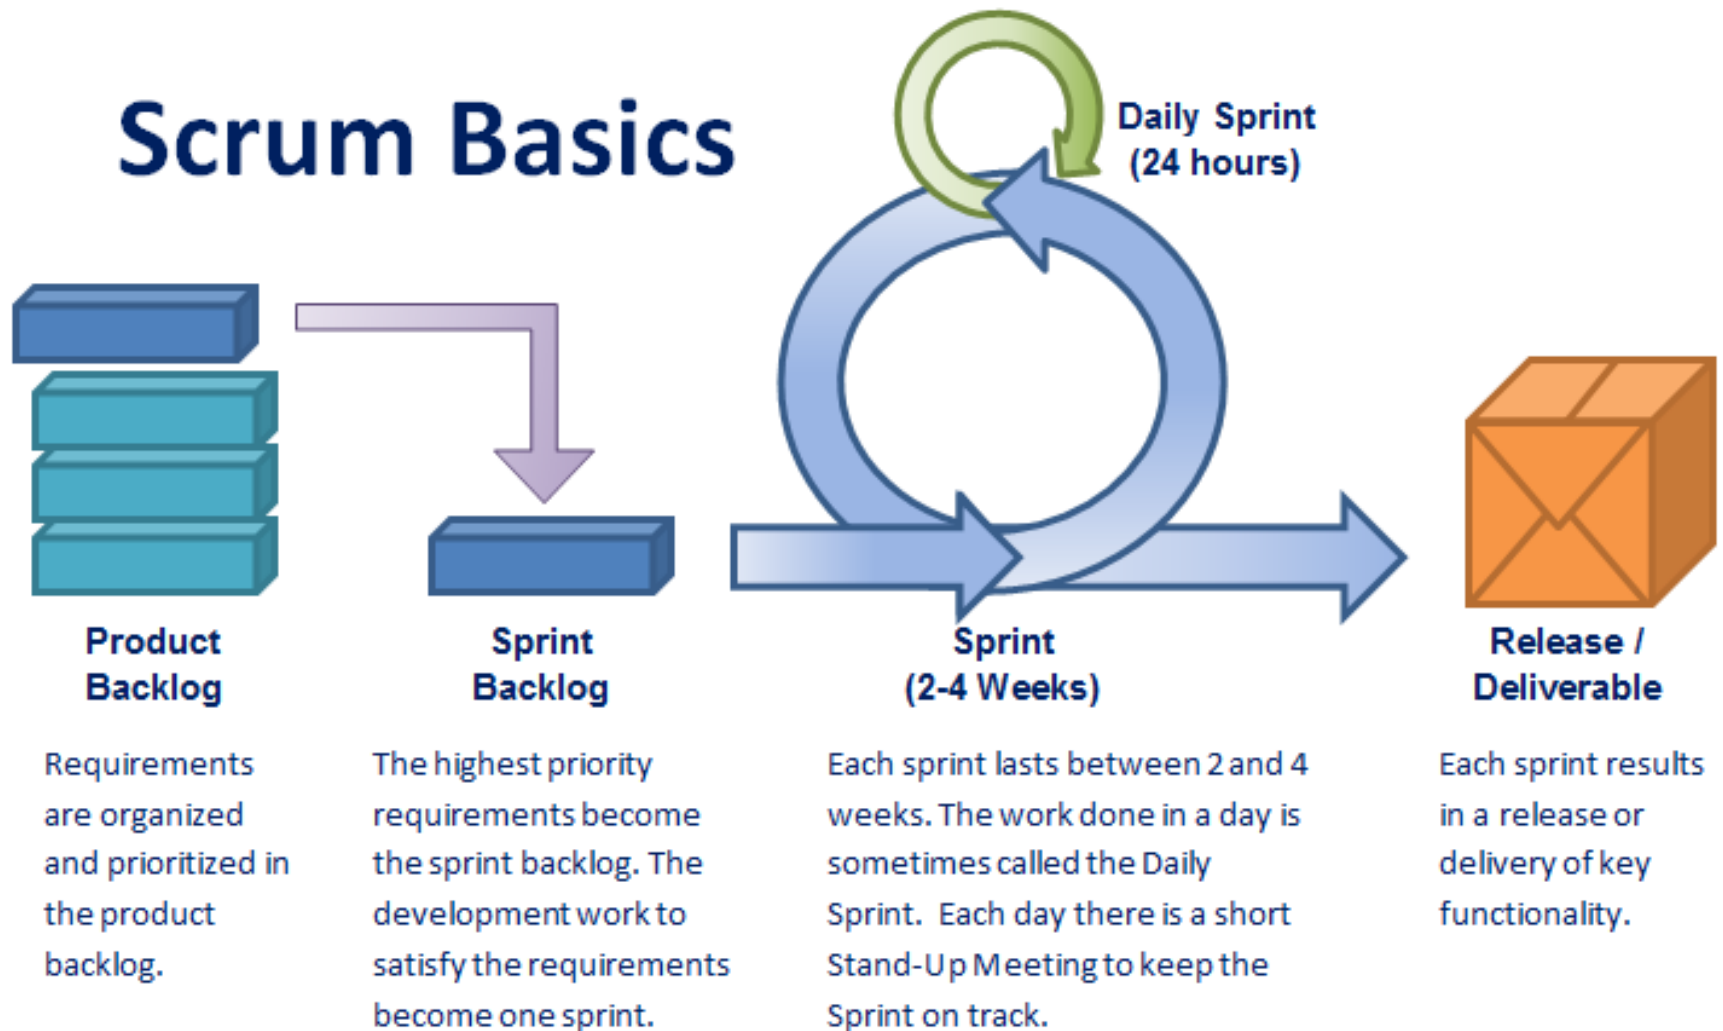 Scrum Basics
Daily Sprint
(24 hours)
Product
Backlog
Sprint
Backlog
Sprint
(2-4 Weeks)
Release /
Deliverable
Requirements
are organized
and prioritized in
the product
backlog.
The highest priority
requirements become
the sprint backlog. The
development work to
satisfy the requirements
become one sprint.
Each sprint lasts between 2 and 4
weeks. The work done in a day is
sometimes called the Daily
Sprint. Each day there is a short
Stand-Up Meeting to keep the
Sprint on track.
Each sprint results
in a release or
delivery of key
functionality.